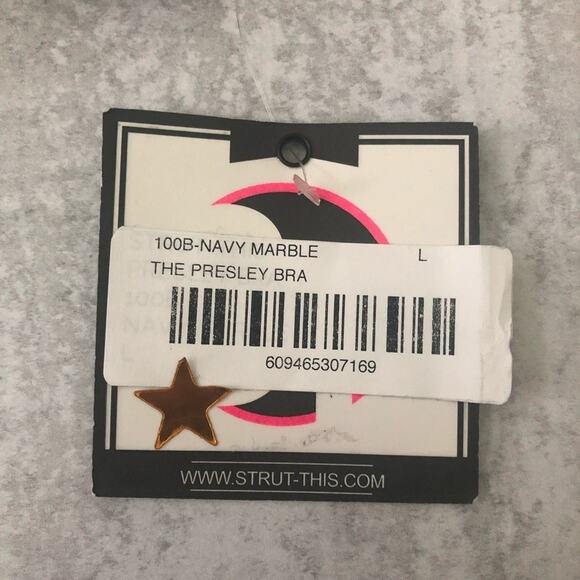 100B-NAVY MARBLE L
THE PRESLEY BRA
609465307169
WWW.STRUT-THIS.COM